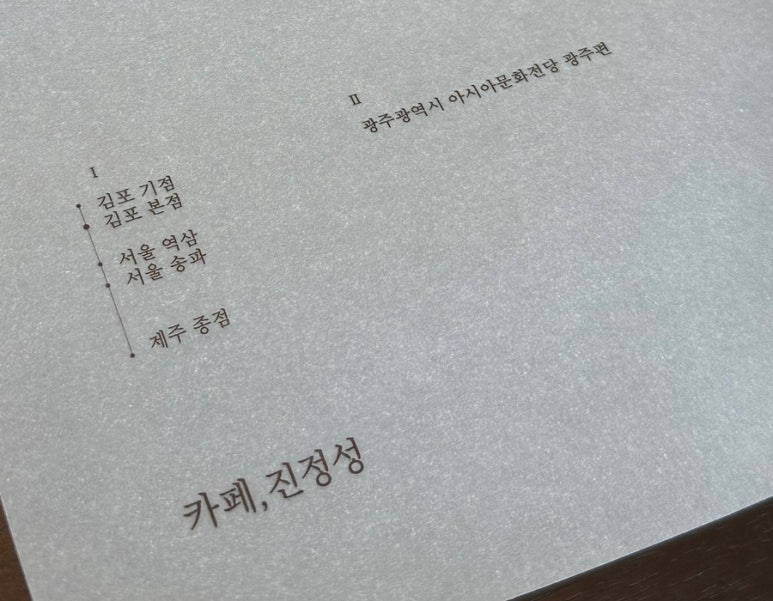 I
김포 기점
김포 본점
서울 역삼
서울 송파
제주 종점
II
광주광역시 아시아문화전당 광주편
카페,진정성